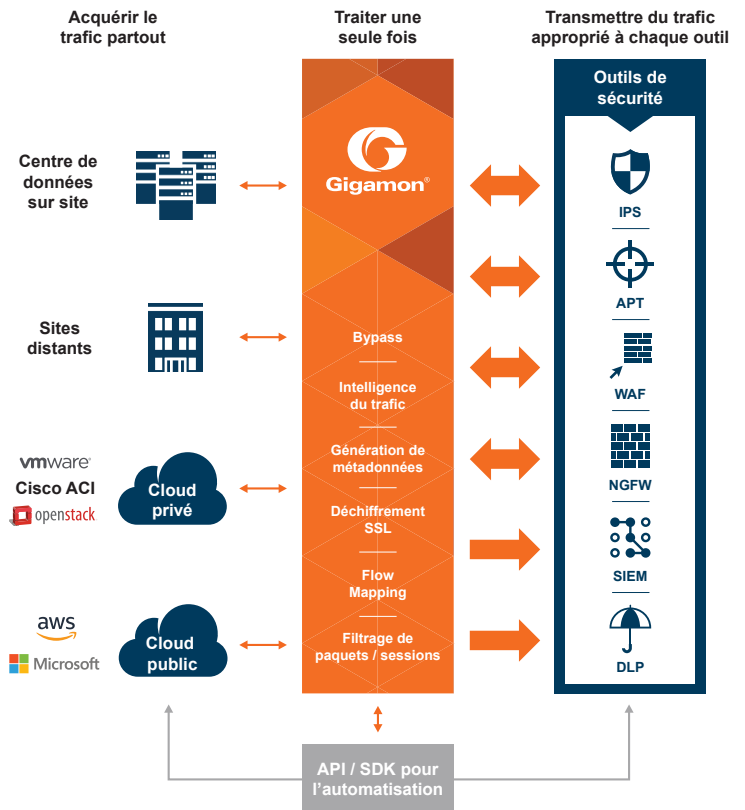 Acquérir le
trafic partout
Traiter une
seule fois
Transmettre du trafic
approprié à chaque outil
Centre de
données
sur site
Sites
distants
vmware®
Cisco ACI
openstack
Cloud
privé
aws
Microsoft
Cloud
public
Gigamon®
Bypass
Intelligence
du trafic
Génération de
métadonnées
Déchiffrement
SSL
Flow
Mapping
Filtrage de
paquets / sessions
Outils de
sécurité
IPS
APT
WAF
NGFW
SIEM
DLP
API / SDK pour
l’automatisation